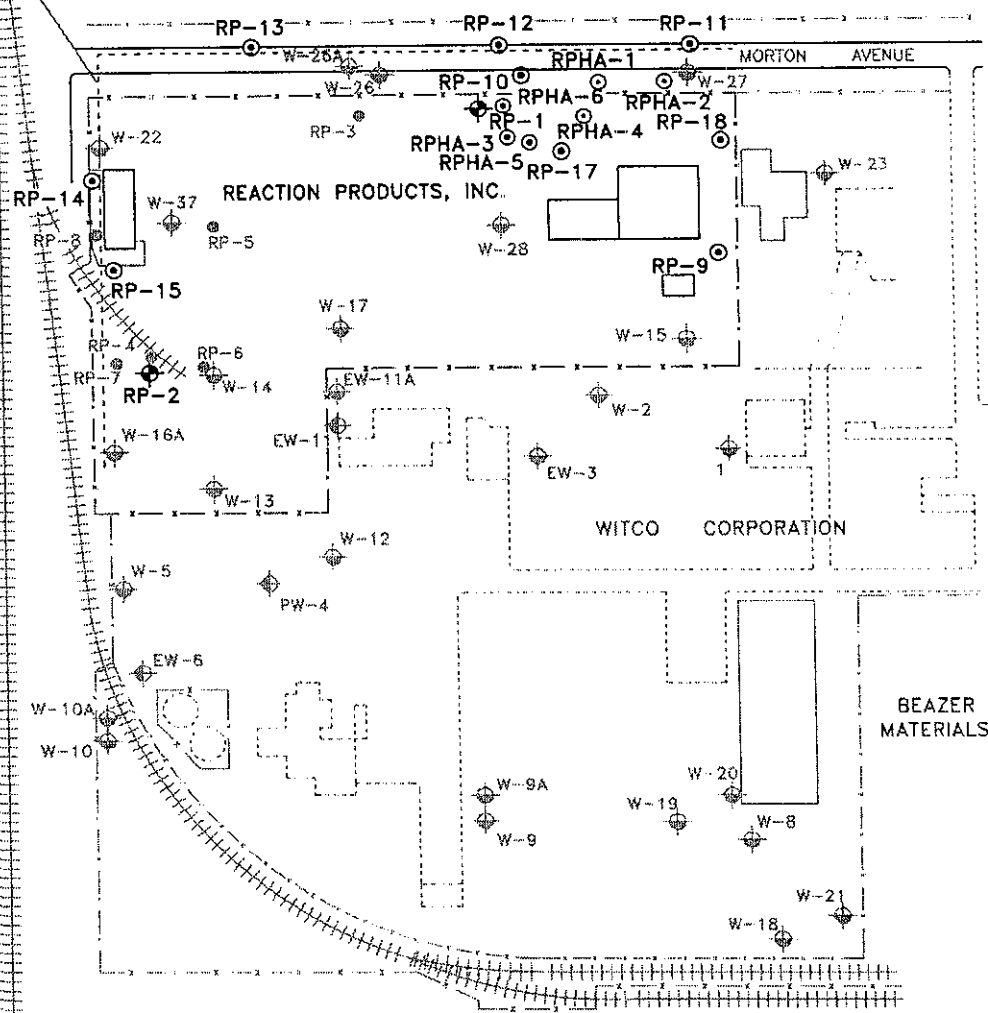 RP-13
RP-12
RP-11
W-26A
RPHA-1
MORTON AVENUE
W-26
RP-10
W-27
RPHA-6
RPHA-2
RP-3
RP-1
RPHA-4
RP-18
W-22
RPHA-3
RPHA-5
RP-17
W-23
RP-14
REACTION PRODUCTS, INC.
W-37
RP-8
RP-5
W-28
RP-9
RP-15
W-17
W-15
RP-4
RP-6
RP-7
RP-2
W-14
EW-11A
W-2
W-16A
EW-1
EW-3
1
W-13
WITCO CORPORATION
W-12
W-5
PW-4
EW-6
W-10A
BEAZER
MATERIALS
W-10
W-9A
W-20
W-19
W-9
W-8
W-21
W-18